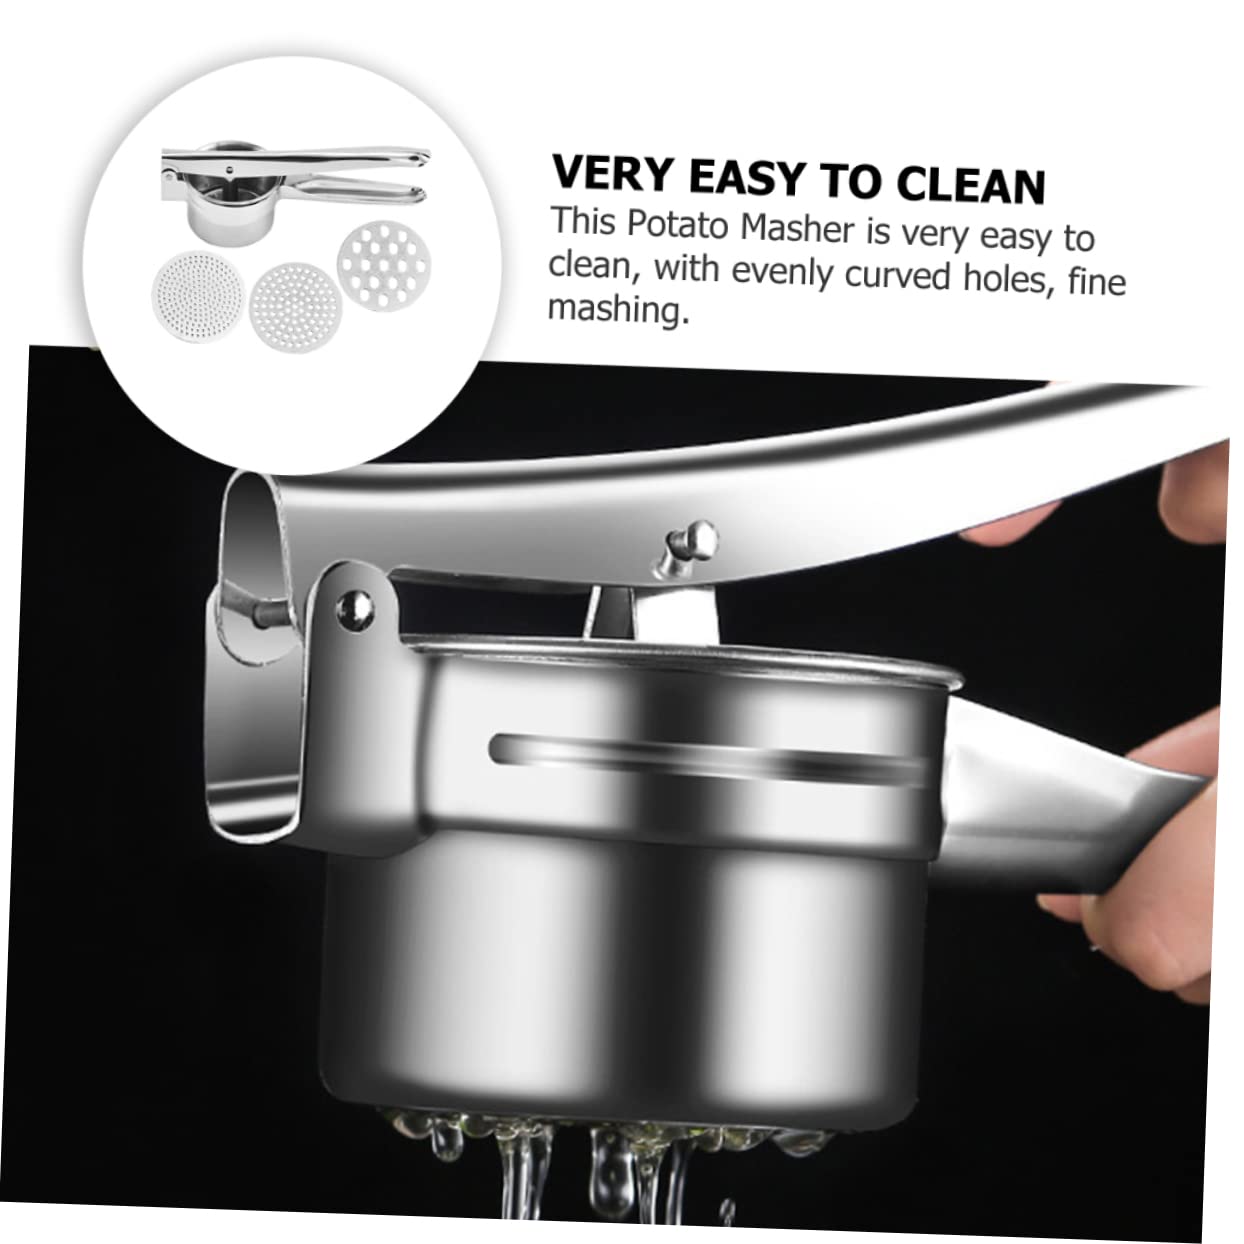 VERY EASY TO CLEAN
This Potato Masher is very easy to
clean, with evenly curved holes, fine
mashing.